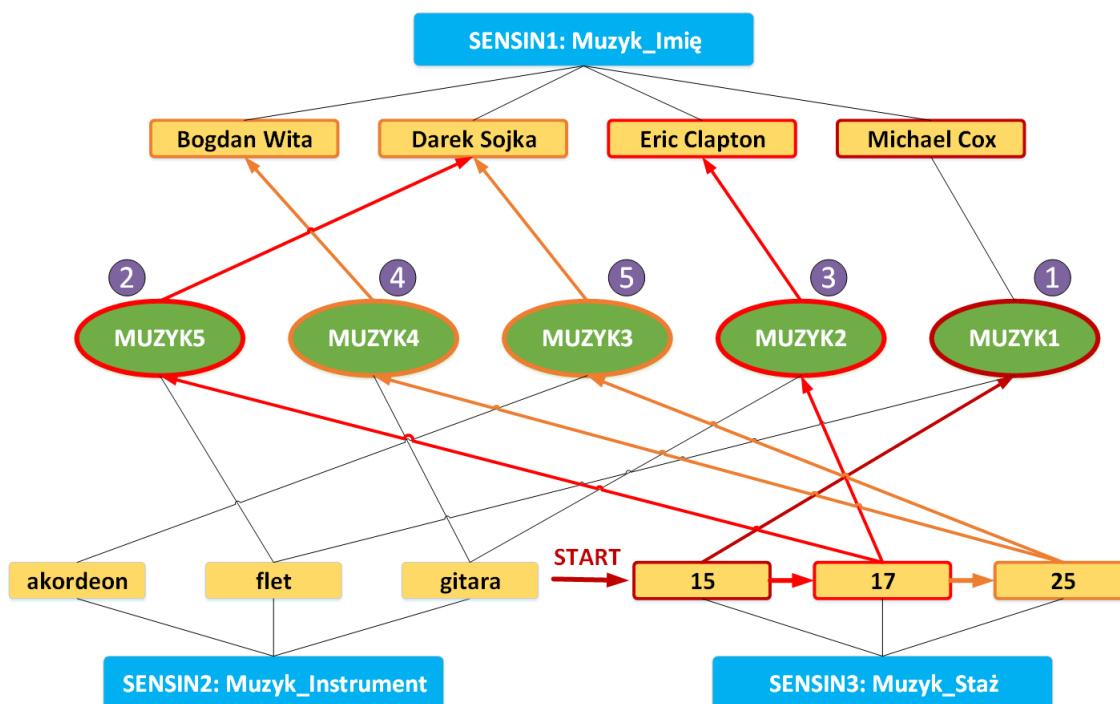 SENSIN1: Muzyk_Imię
Bogdan Wita
Darek Sojka
Eric Clapton
Michael Cox
2
4
5
3
1
MUZYK5
MUZYK4
MUZYK3
MUZYK2
MUZYK1
START
akordeon
flet
gitara
15
17
25
SENSIN2: Muzyk_Instrument
SENSIN3: Muzyk_Staż